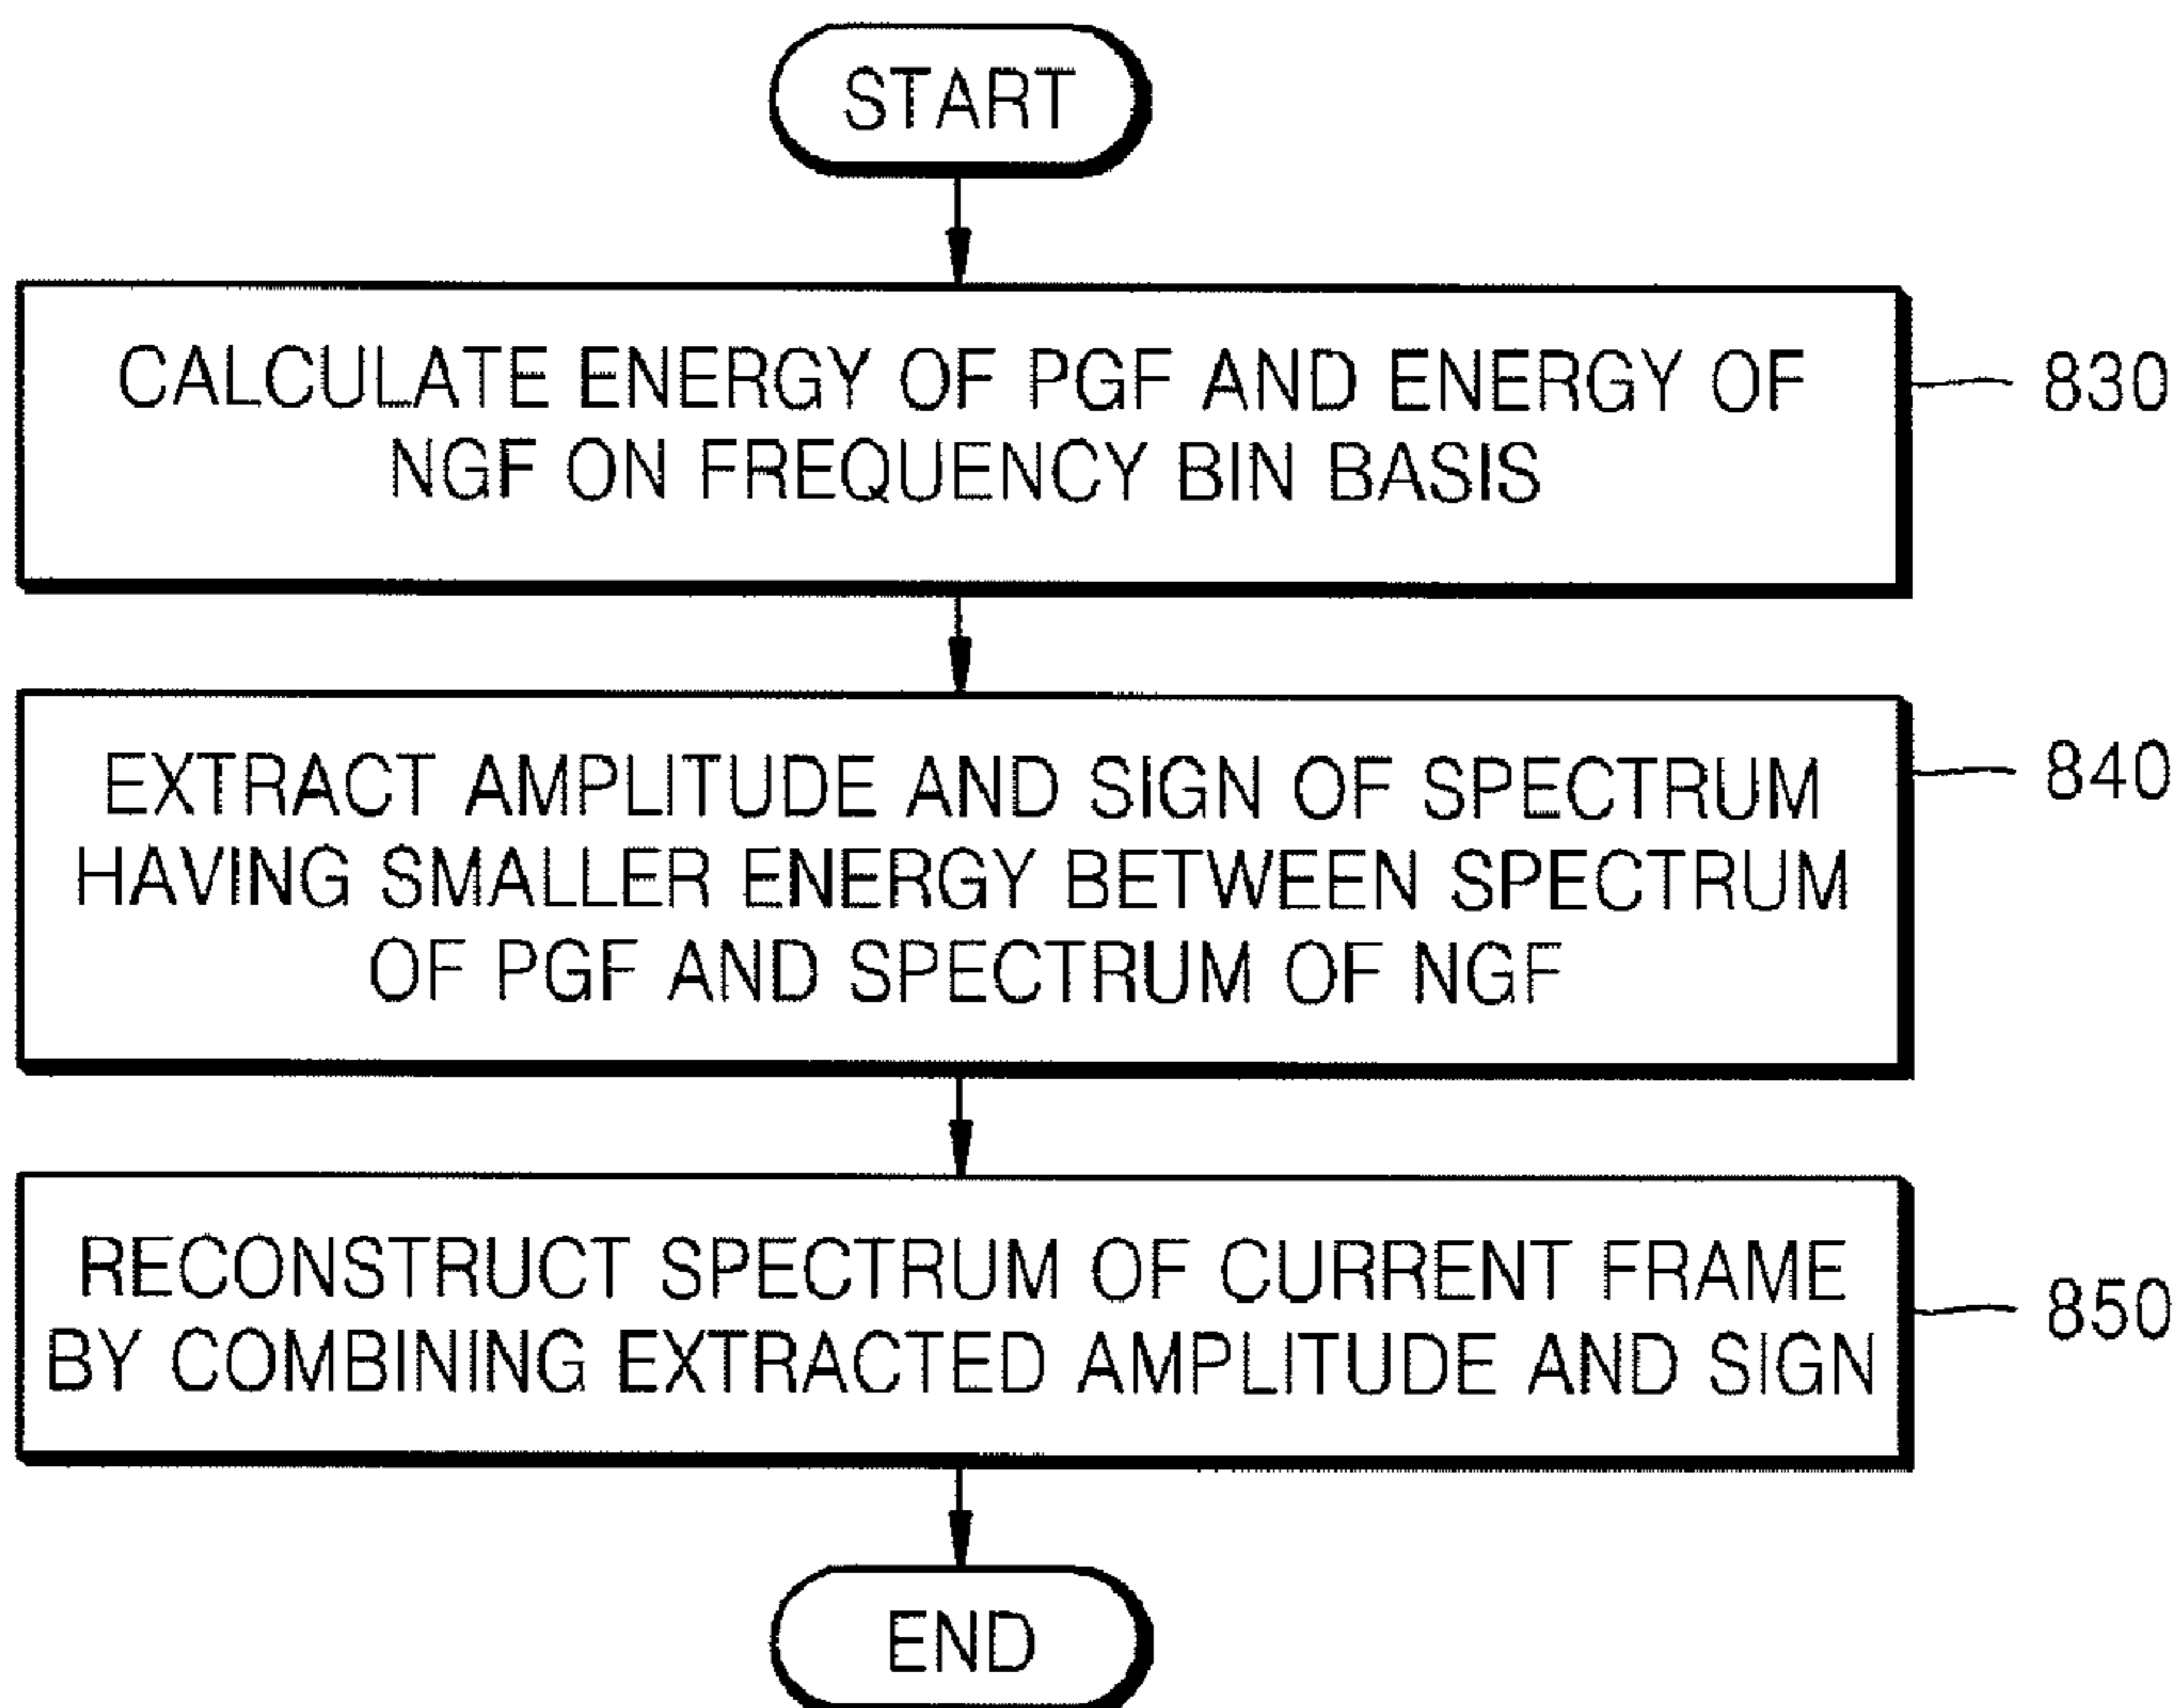 START
CALCULATE ENERGY OF PGF AND ENERGY OF
NGF ON FREQUENCY BIN BASIS
830
EXTRACT AMPLITUDE AND SIGN OF SPECTRUM
HAVING SMALLER ENERGY BETWEEN SPECTRUM
OF PGF AND SPECTRUM OF NGF
840
RECONSTRUCT SPECTRUM OF CURRENT FRAME
BY COMBINING EXTRACTED AMPLITUDE AND SIGN
850
END